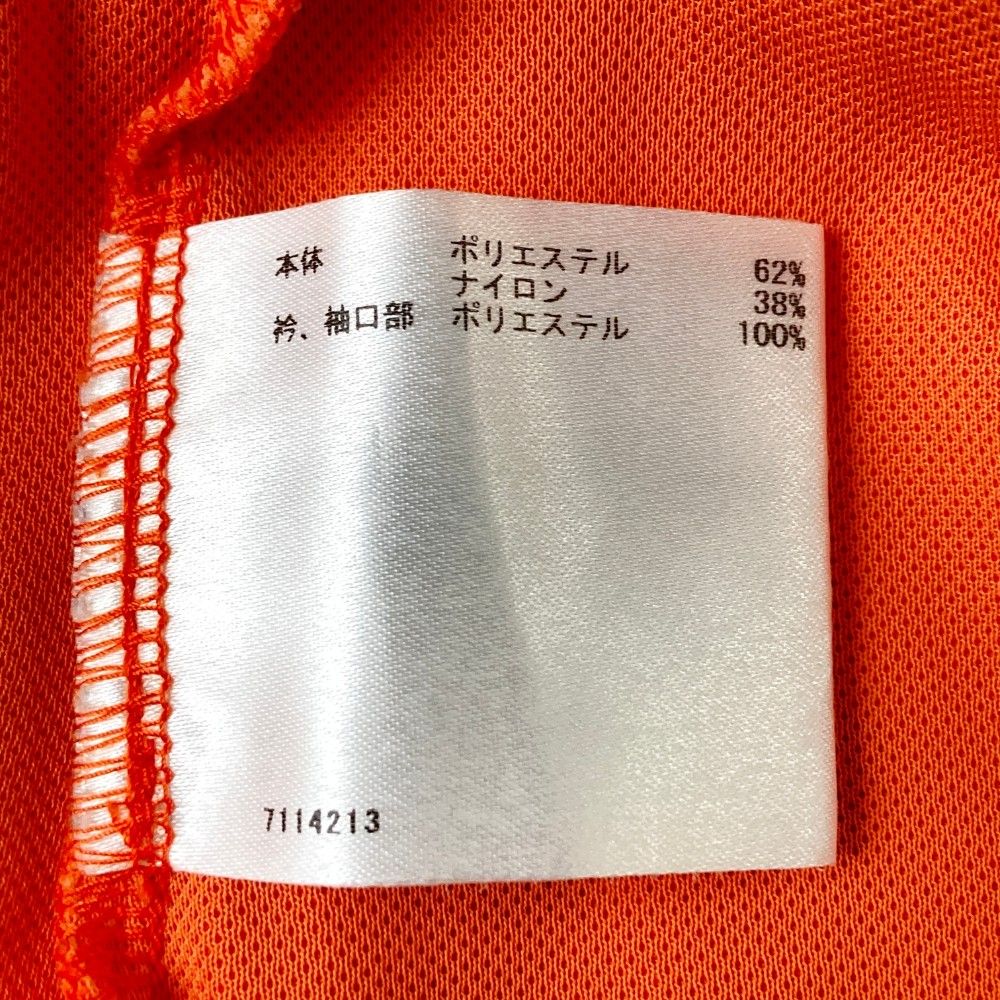 本体 ポリエステル 62%
ナイロン 38%
衿、袖口部 ポリエステル 100%
7114213